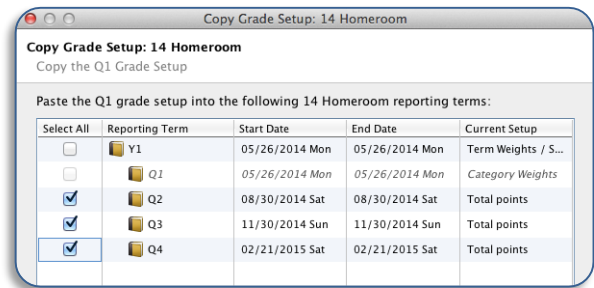 Copy Grade Setup: 14 Homeroom
Copy Grade Setup: 14 Homeroom
Copy the Q1 Grade Setup
Paste the Q1 grade setup into the following 14 Homeroom reporting terms:
Select All Reporting Term Start Date End Date Current Setup
Y1 05/26/2014 Mon 05/26/2014 Mon Term Weights / S...
Q1 05/26/2014 Mon 05/26/2014 Mon Category Weights
Q2 08/30/2014 Sat 08/30/2014 Sat Total points
Q3 11/30/2014 Sun 11/30/2014 Sun Total points
Q4 02/21/2015 Sat 02/21/2015 Sat Total points